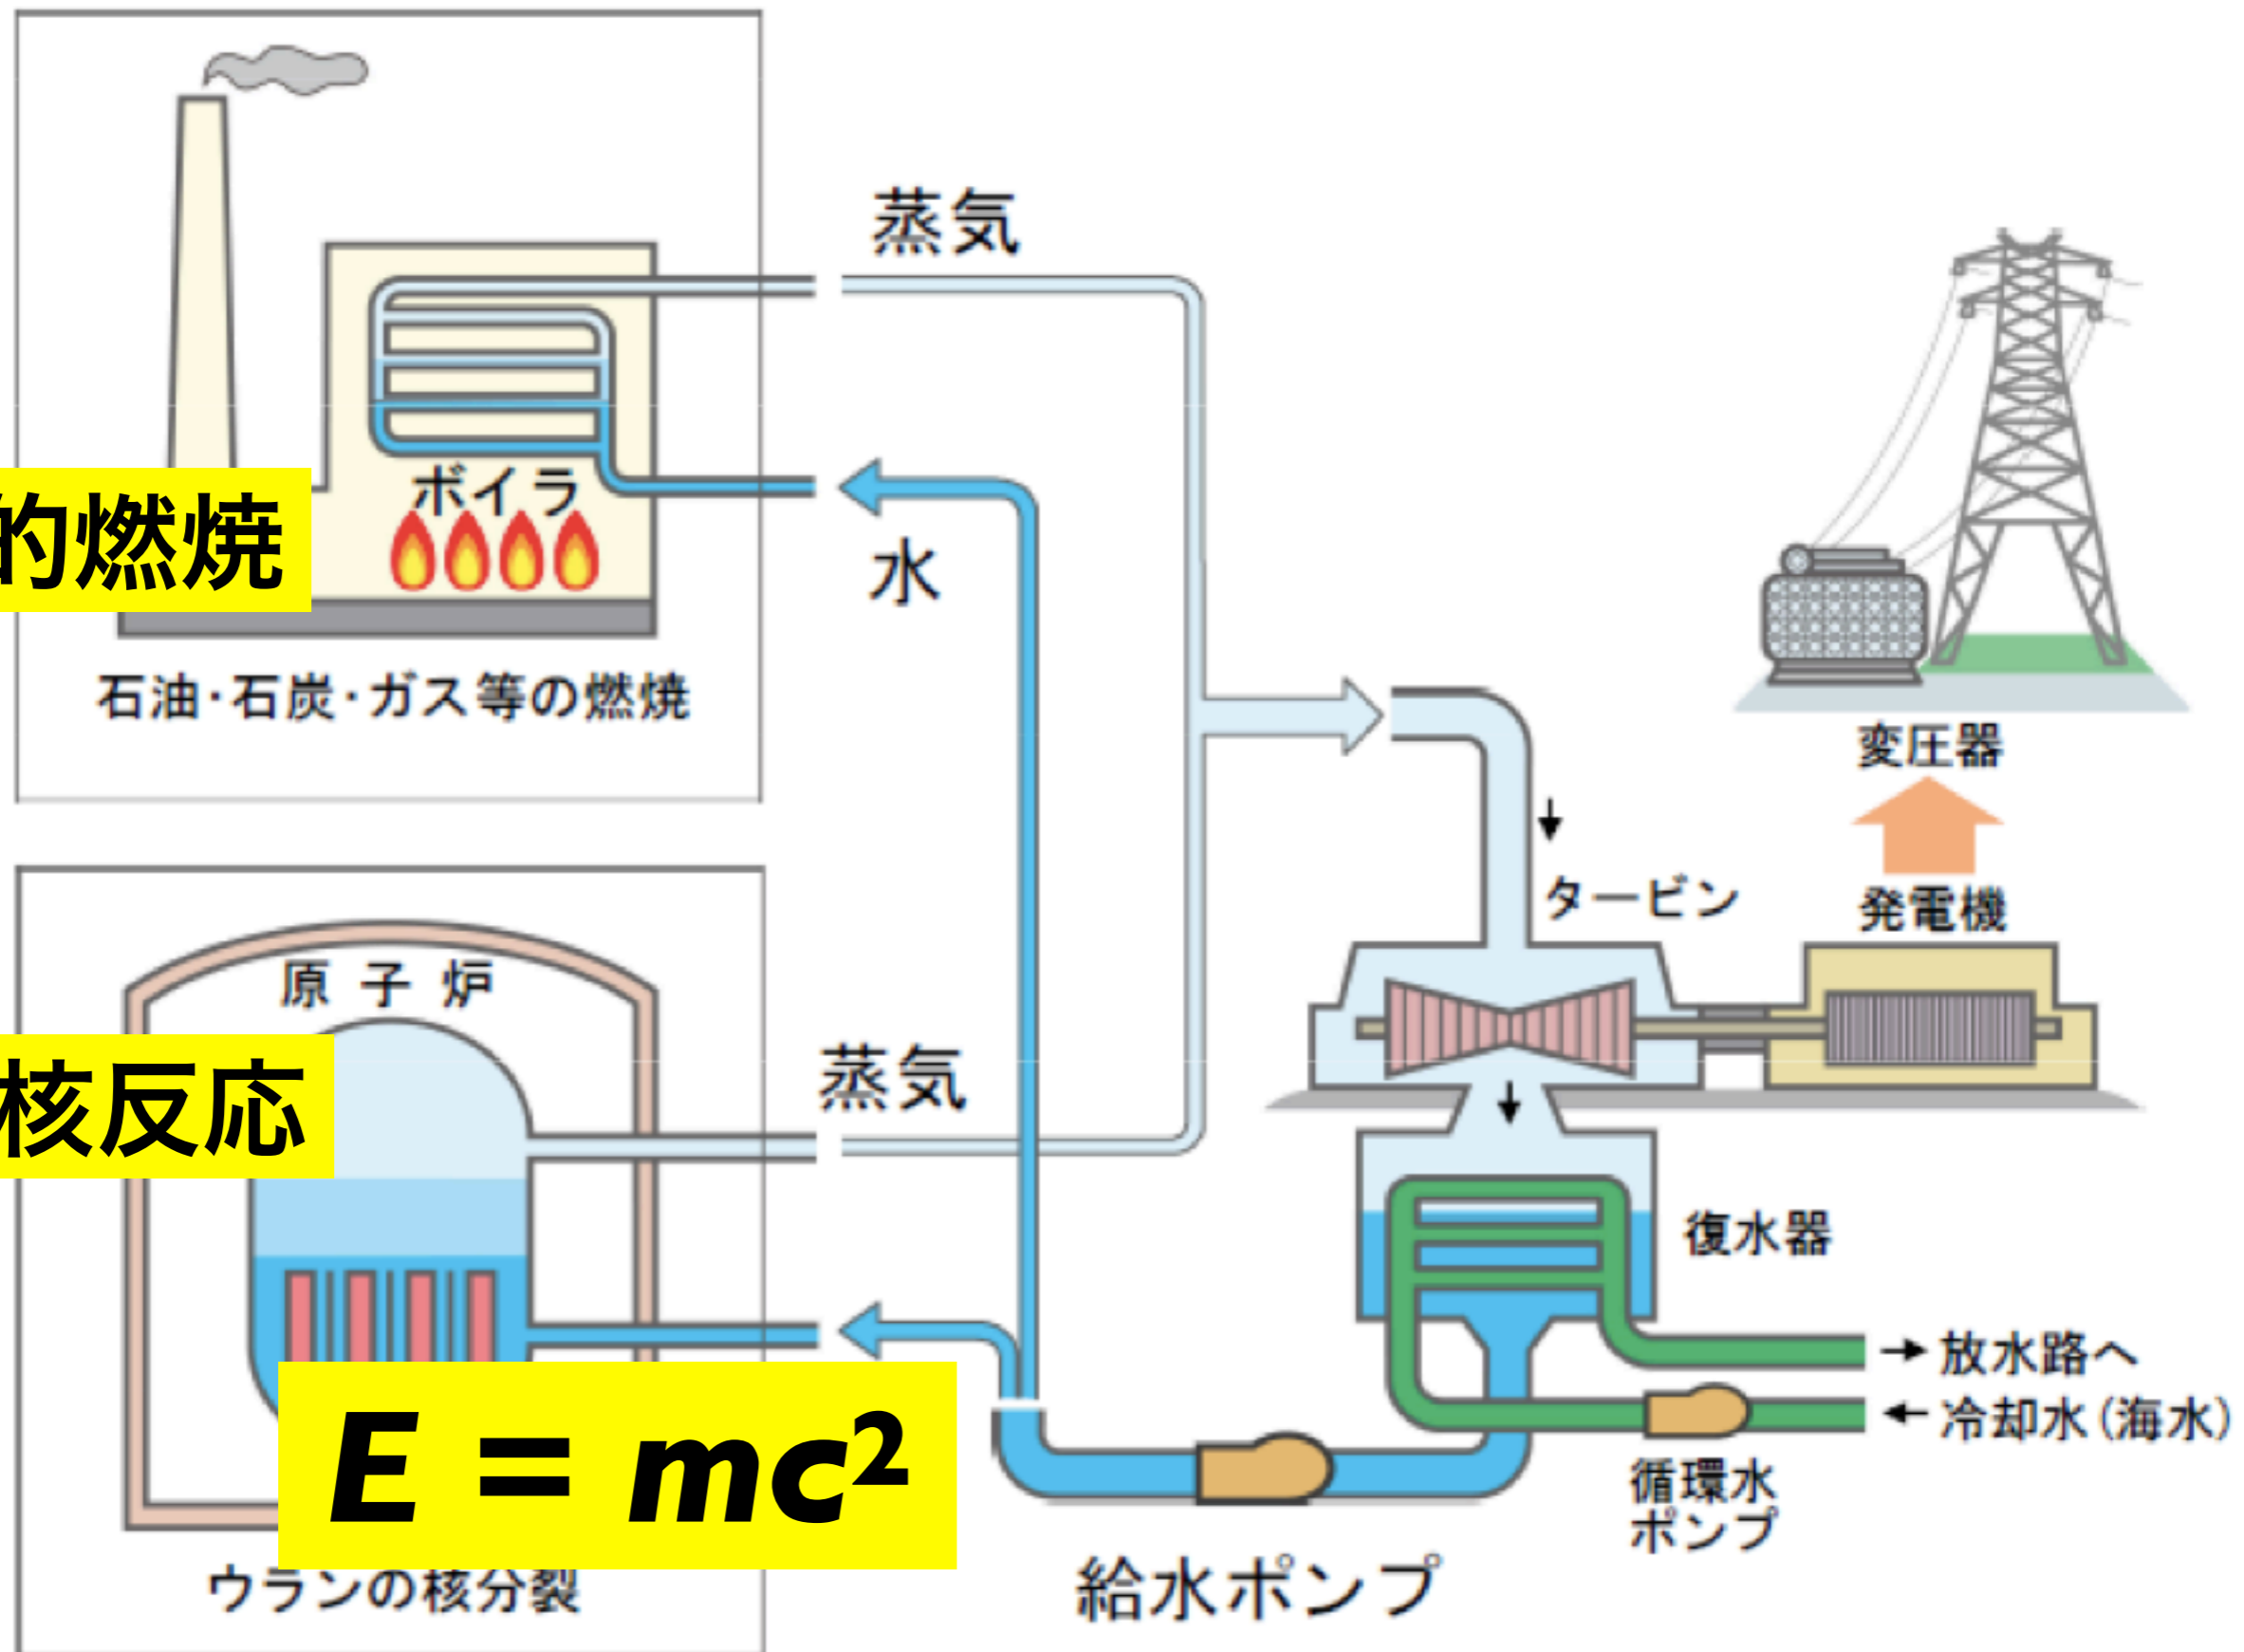 蒸気
ボイラ
的燃焼
水
石油・石炭・ガス等の燃焼
変圧器
タービン
発電機
原子炉
核反応
蒸気
復水器
放水路へ
冷却水(海水)
E = mc²
循環水
ポンプ
ウランの核分裂
給水ポンプ